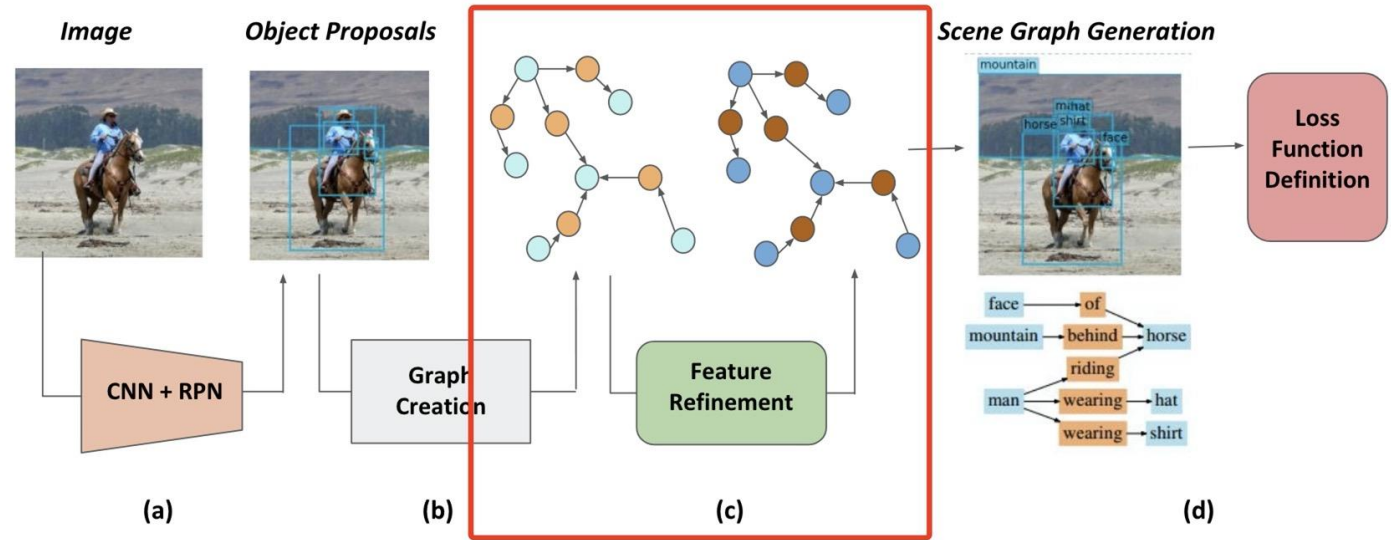 Image
Object Proposals
Scene Graph Generation
mountain
hat
shirt
horse
face
Loss
Function
Definition
CNN + RPN
Graph
Creation
Feature
Refinement
face of
mountain behind horse
riding
man wearing hat
wearing shirt
(a) (b) (c) (d)